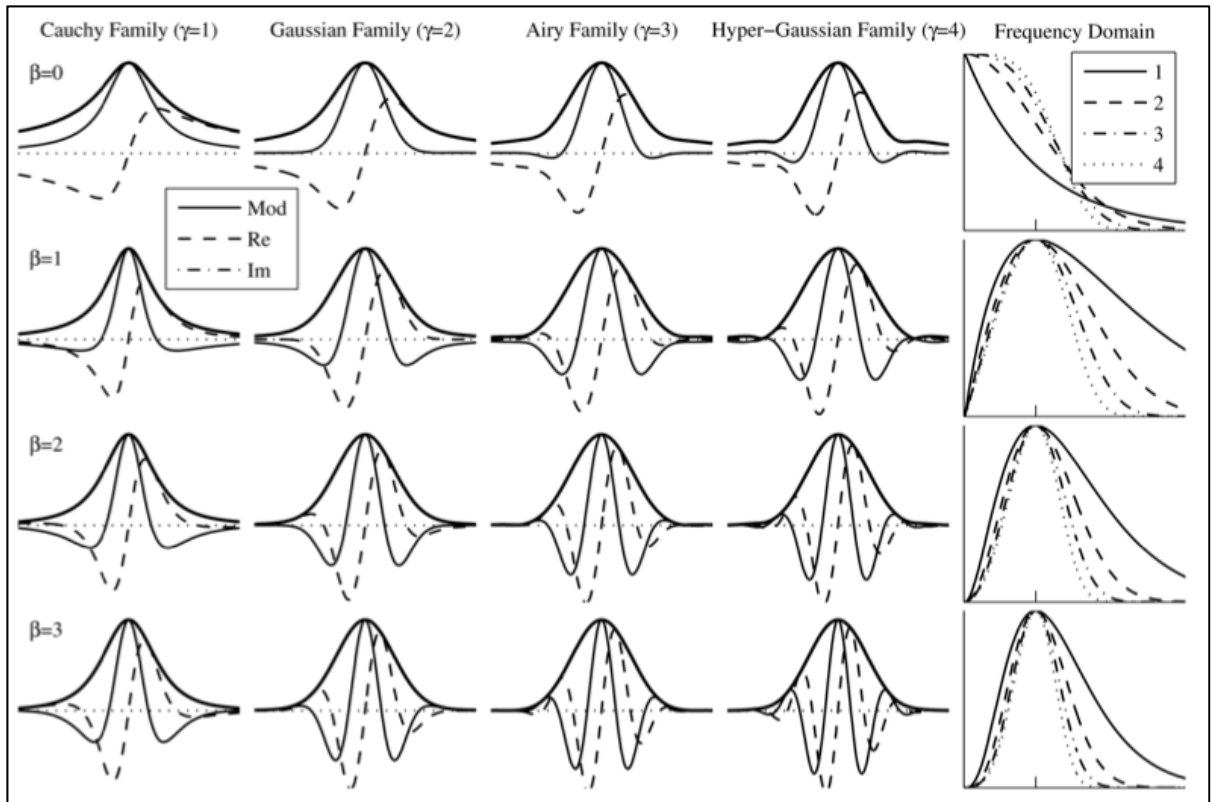 Cauchy Family (γ=1) Gaussian Family (γ=2) Airy Family (γ=3) Hyper−Gaussian Family (γ=4) Frequency Domain
β=0
1
2
3
4
Mod
Re
Im
β=1
β=2
β=3